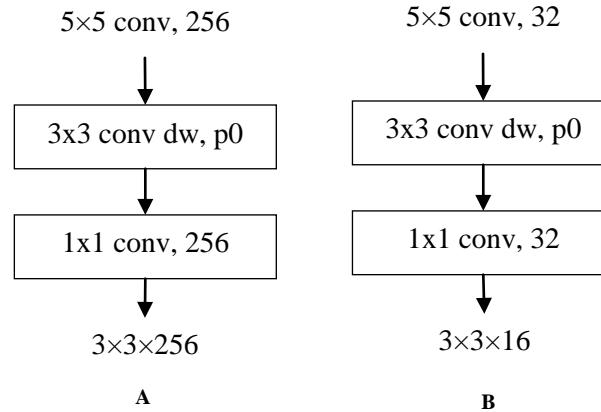 5×5 conv, 256
3x3 conv dw, p0
1x1 conv, 256
3×3×256
A
5×5 conv, 32
3x3 conv dw, p0
1x1 conv, 32
3×3×16
B